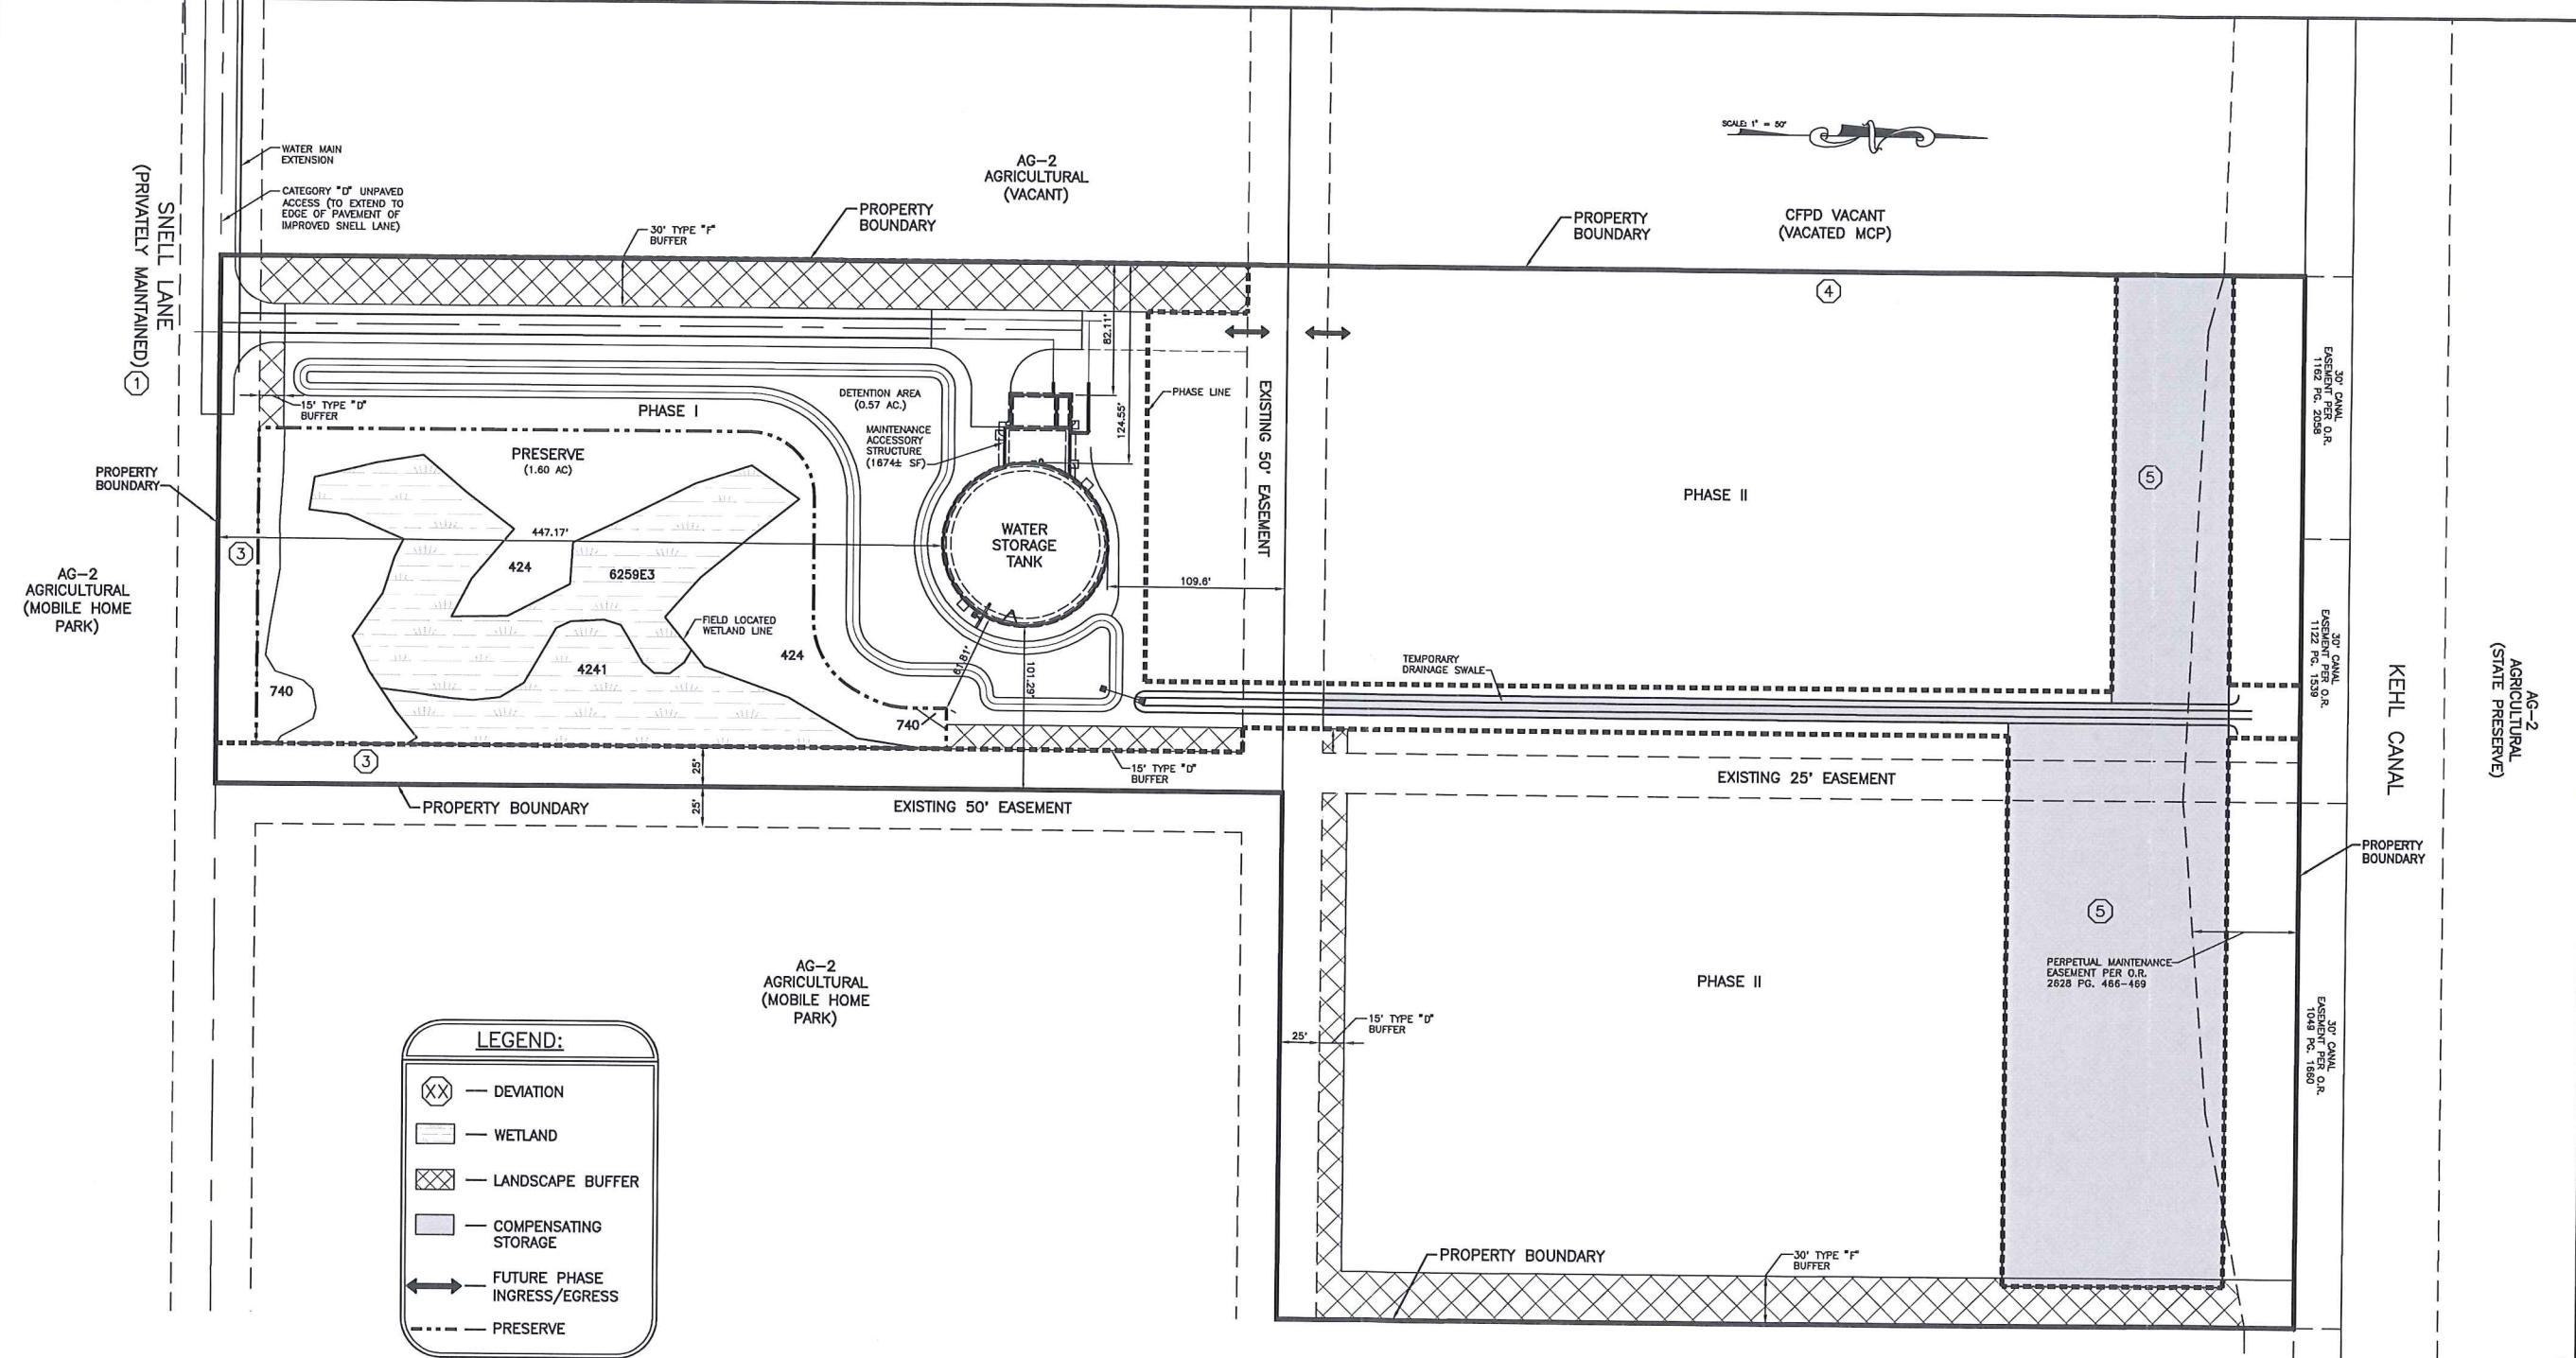 WATER MAIN
EXTENSION
CATEGORY "D" UNPAVED
ACCESS (TO EXTEND TO
EDGE OF PAVEMENT OF
IMPROVED SNELL LANE)
SNELL LANE
(PRIVATELY MAINTAINED)
1
30' TYPE "F"
BUFFER
PROPERTY
BOUNDARY
AG-2
AGRICULTURAL
(VACANT)
SCALE: 1" = 50'
PROPERTY
BOUNDARY
CFPD VACANT
(VACATED MCP)
4
82.11'
124.55'
15' TYPE "D"
BUFFER
PHASE I
DETENTION AREA
(0.57 AC.)
MAINTENANCE
ACCESSORY
STRUCTURE
(1674± SF)
PHASE LINE
EXISTING 50' EASEMENT
PRESERVE
(1.60 AC)
PROPERTY
BOUNDARY
447.17'
3
424
6259E3
WATER
STORAGE
TANK
109.6'
PHASE II
5
30' CANAL
EASEMENT PER O.R.
1162 PG. 2058
AG-2
AGRICULTURAL
(MOBILE HOME
PARK)
FIELD LOCATED
WETLAND LINE
424
4241
740
740
61.81'
101.29'
TEMPORARY
DRAINAGE SWALE
30' CANAL
EASEMENT PER O.R.
1122 PG. 1539
KEHL CANAL
AG-2
AGRICULTURAL
(STATE PRESERVE)
3
25'
25'
15' TYPE "D"
BUFFER
PROPERTY BOUNDARY
EXISTING 50' EASEMENT
EXISTING 25' EASEMENT
PROPERTY
BOUNDARY
5
AG-2
AGRICULTURAL
(MOBILE HOME
PARK)
PHASE II
PERPETUAL MAINTENANCE
EASEMENT PER O.R.
2628 PG. 466-469
30' CANAL
EASEMENT PER O.R.
1049 PG. 1660
25'
15' TYPE "D"
BUFFER
PROPERTY BOUNDARY
30' TYPE "F"
BUFFER
LEGEND:
XX — DEVIATION
— WETLAND
— LANDSCAPE BUFFER
— COMPENSATING
STORAGE
— FUTURE PHASE
INGRESS/EGRESS
— PRESERVE